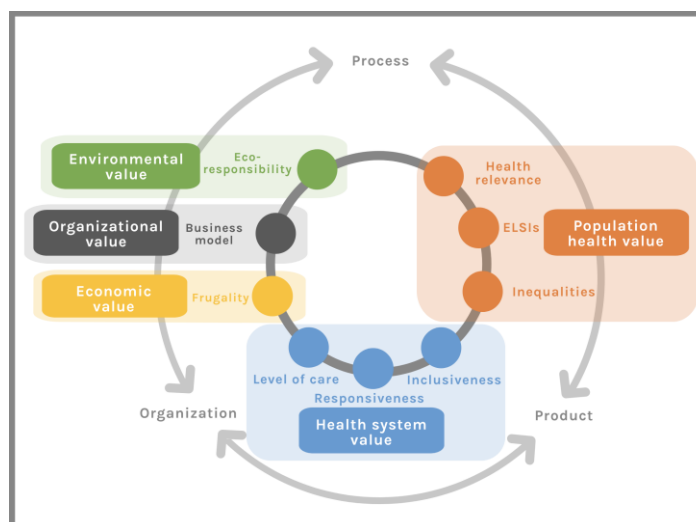 Process
Environmental
value
Eco-
responsibility
Health
relevance
Organizational
value
Business
model
ELSIs
Population
health value
Economic
value
Frugality
Inequalities
Level of care
Inclusiveness
Responsiveness
Organization
Product
Health system
value